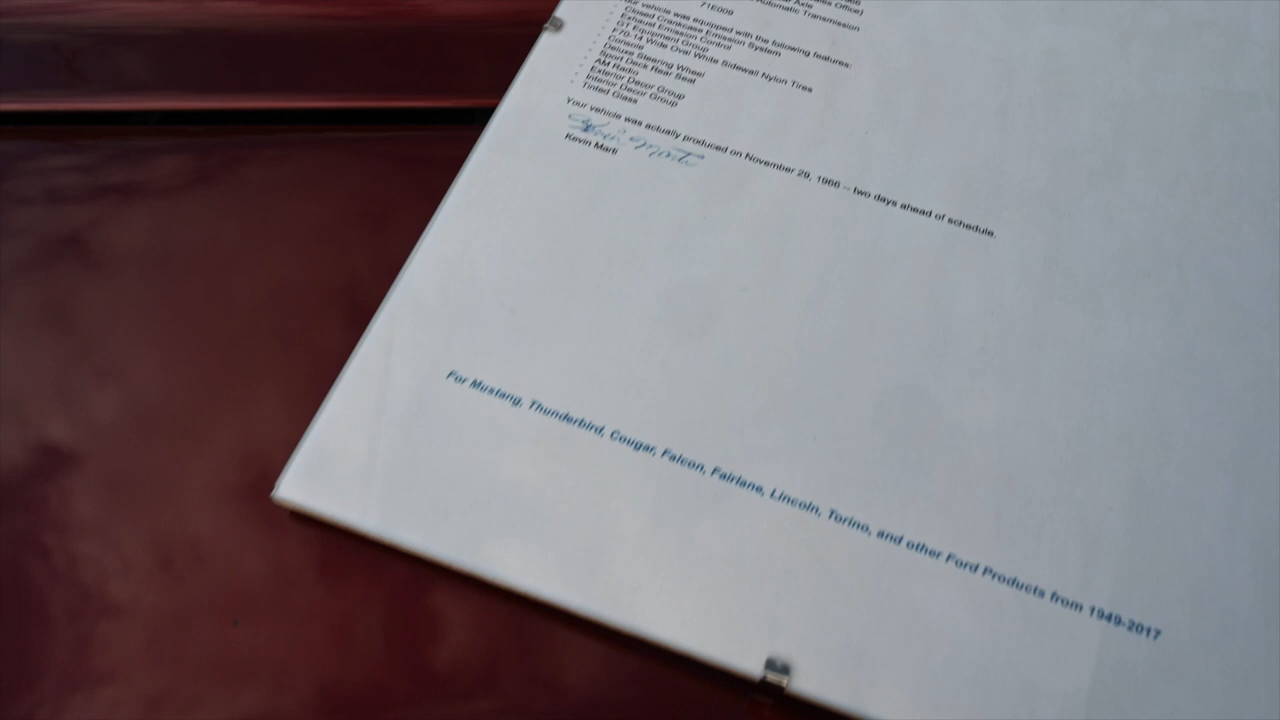 Axle
Automatic Transmission
71E009
vehicle was equipped with the following features:
- Closed Crankcase Emission System
- Exhaust Emission Control
- GT Equipment Group
- F70-14 Wide Oval White Sidewall Nylon Tires
- Console
- Deluxe Steering Wheel
- Sport Deck Rear Seat
- AM Radio
- Exterior Decor Group
- Interior Decor Group
- Tinted Glass
Your vehicle was actually produced on November 29, 1966 -- two days ahead of schedule.
Kevin Marti
Kevin Marti
For Mustang, Thunderbird, Cougar, Falcon, Fairlane, Lincoln, Torino, and other Ford Products from 1949-2017